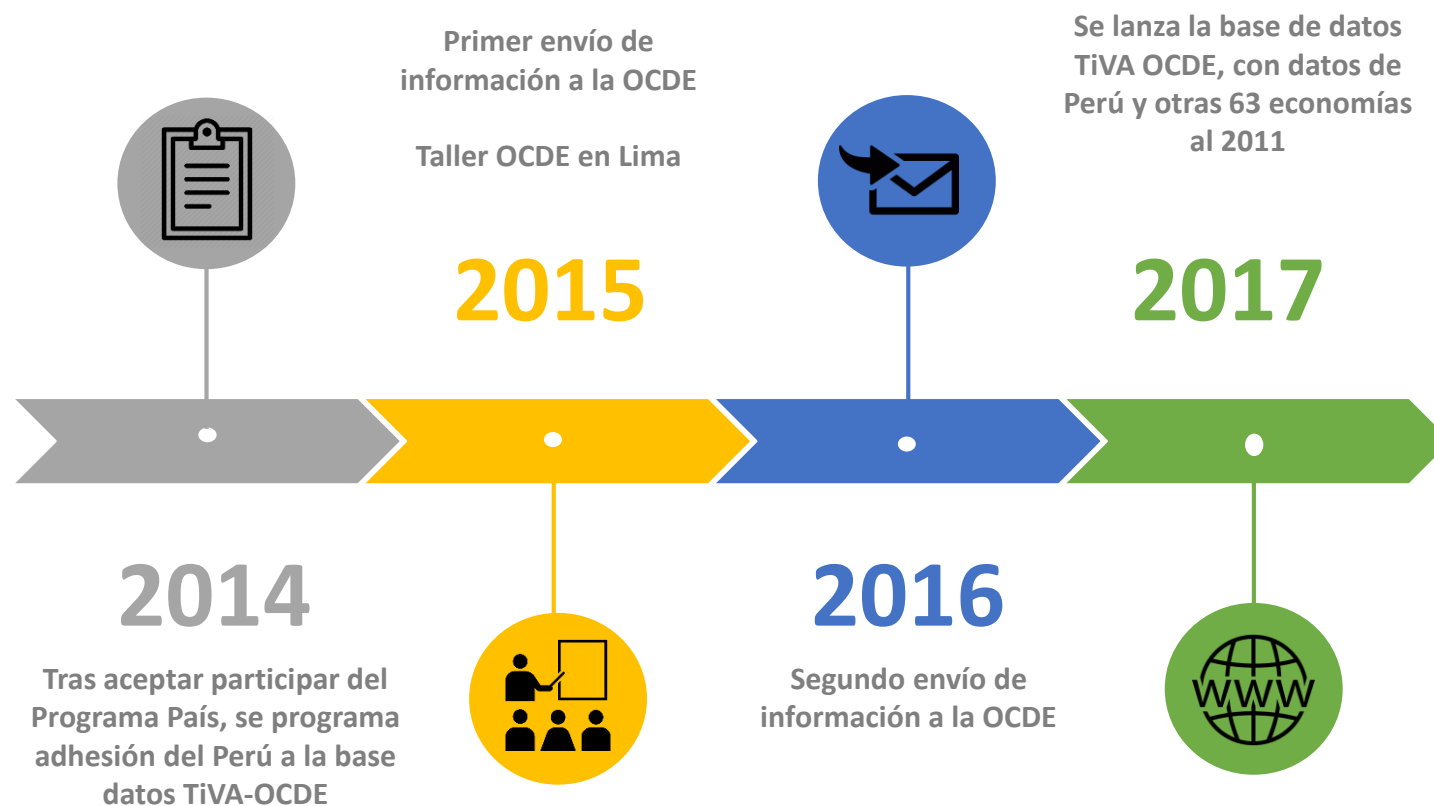 2014
Tras aceptar participar del
Programa País, se programa
adhesión del Perú a la base
datos TiVA-OCDE
Primer envío de
información a la OCDE
Taller OCDE en Lima
2015
2016
Segundo envío de
información a la OCDE
Se lanza la base de datos
TiVA OCDE, con datos de
Perú y otras 63 economías
al 2011
2017
WWW